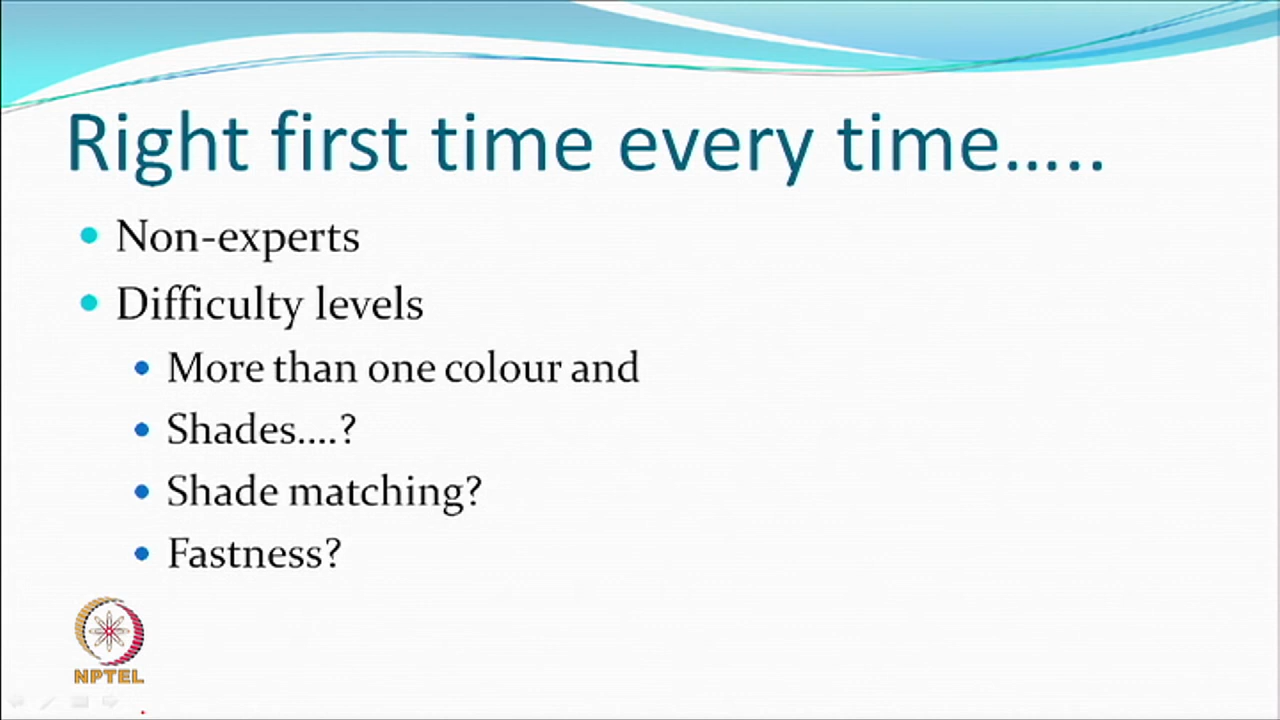 Right first time every time.....
Non-experts
Difficulty levels
More than one colour and
Shades....?
Shade matching?
Fastness?
NPTEL